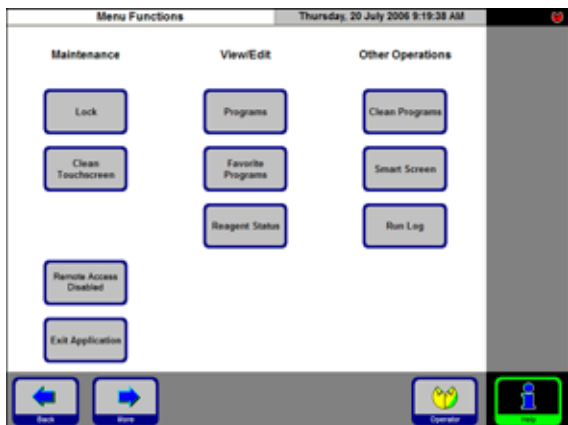 Menu Functions
Thursday, 20 July 2006 9:19:38 AM
Maintenance
View/Edit
Other Operations
Lock
Programs
Clean Programs
Clean
Touchscreen
Favorite
Programs
Smart Screen
Reagent Status
Run Log
Remote Access
Disabled
Exit Application
Back
More
Operator
Help